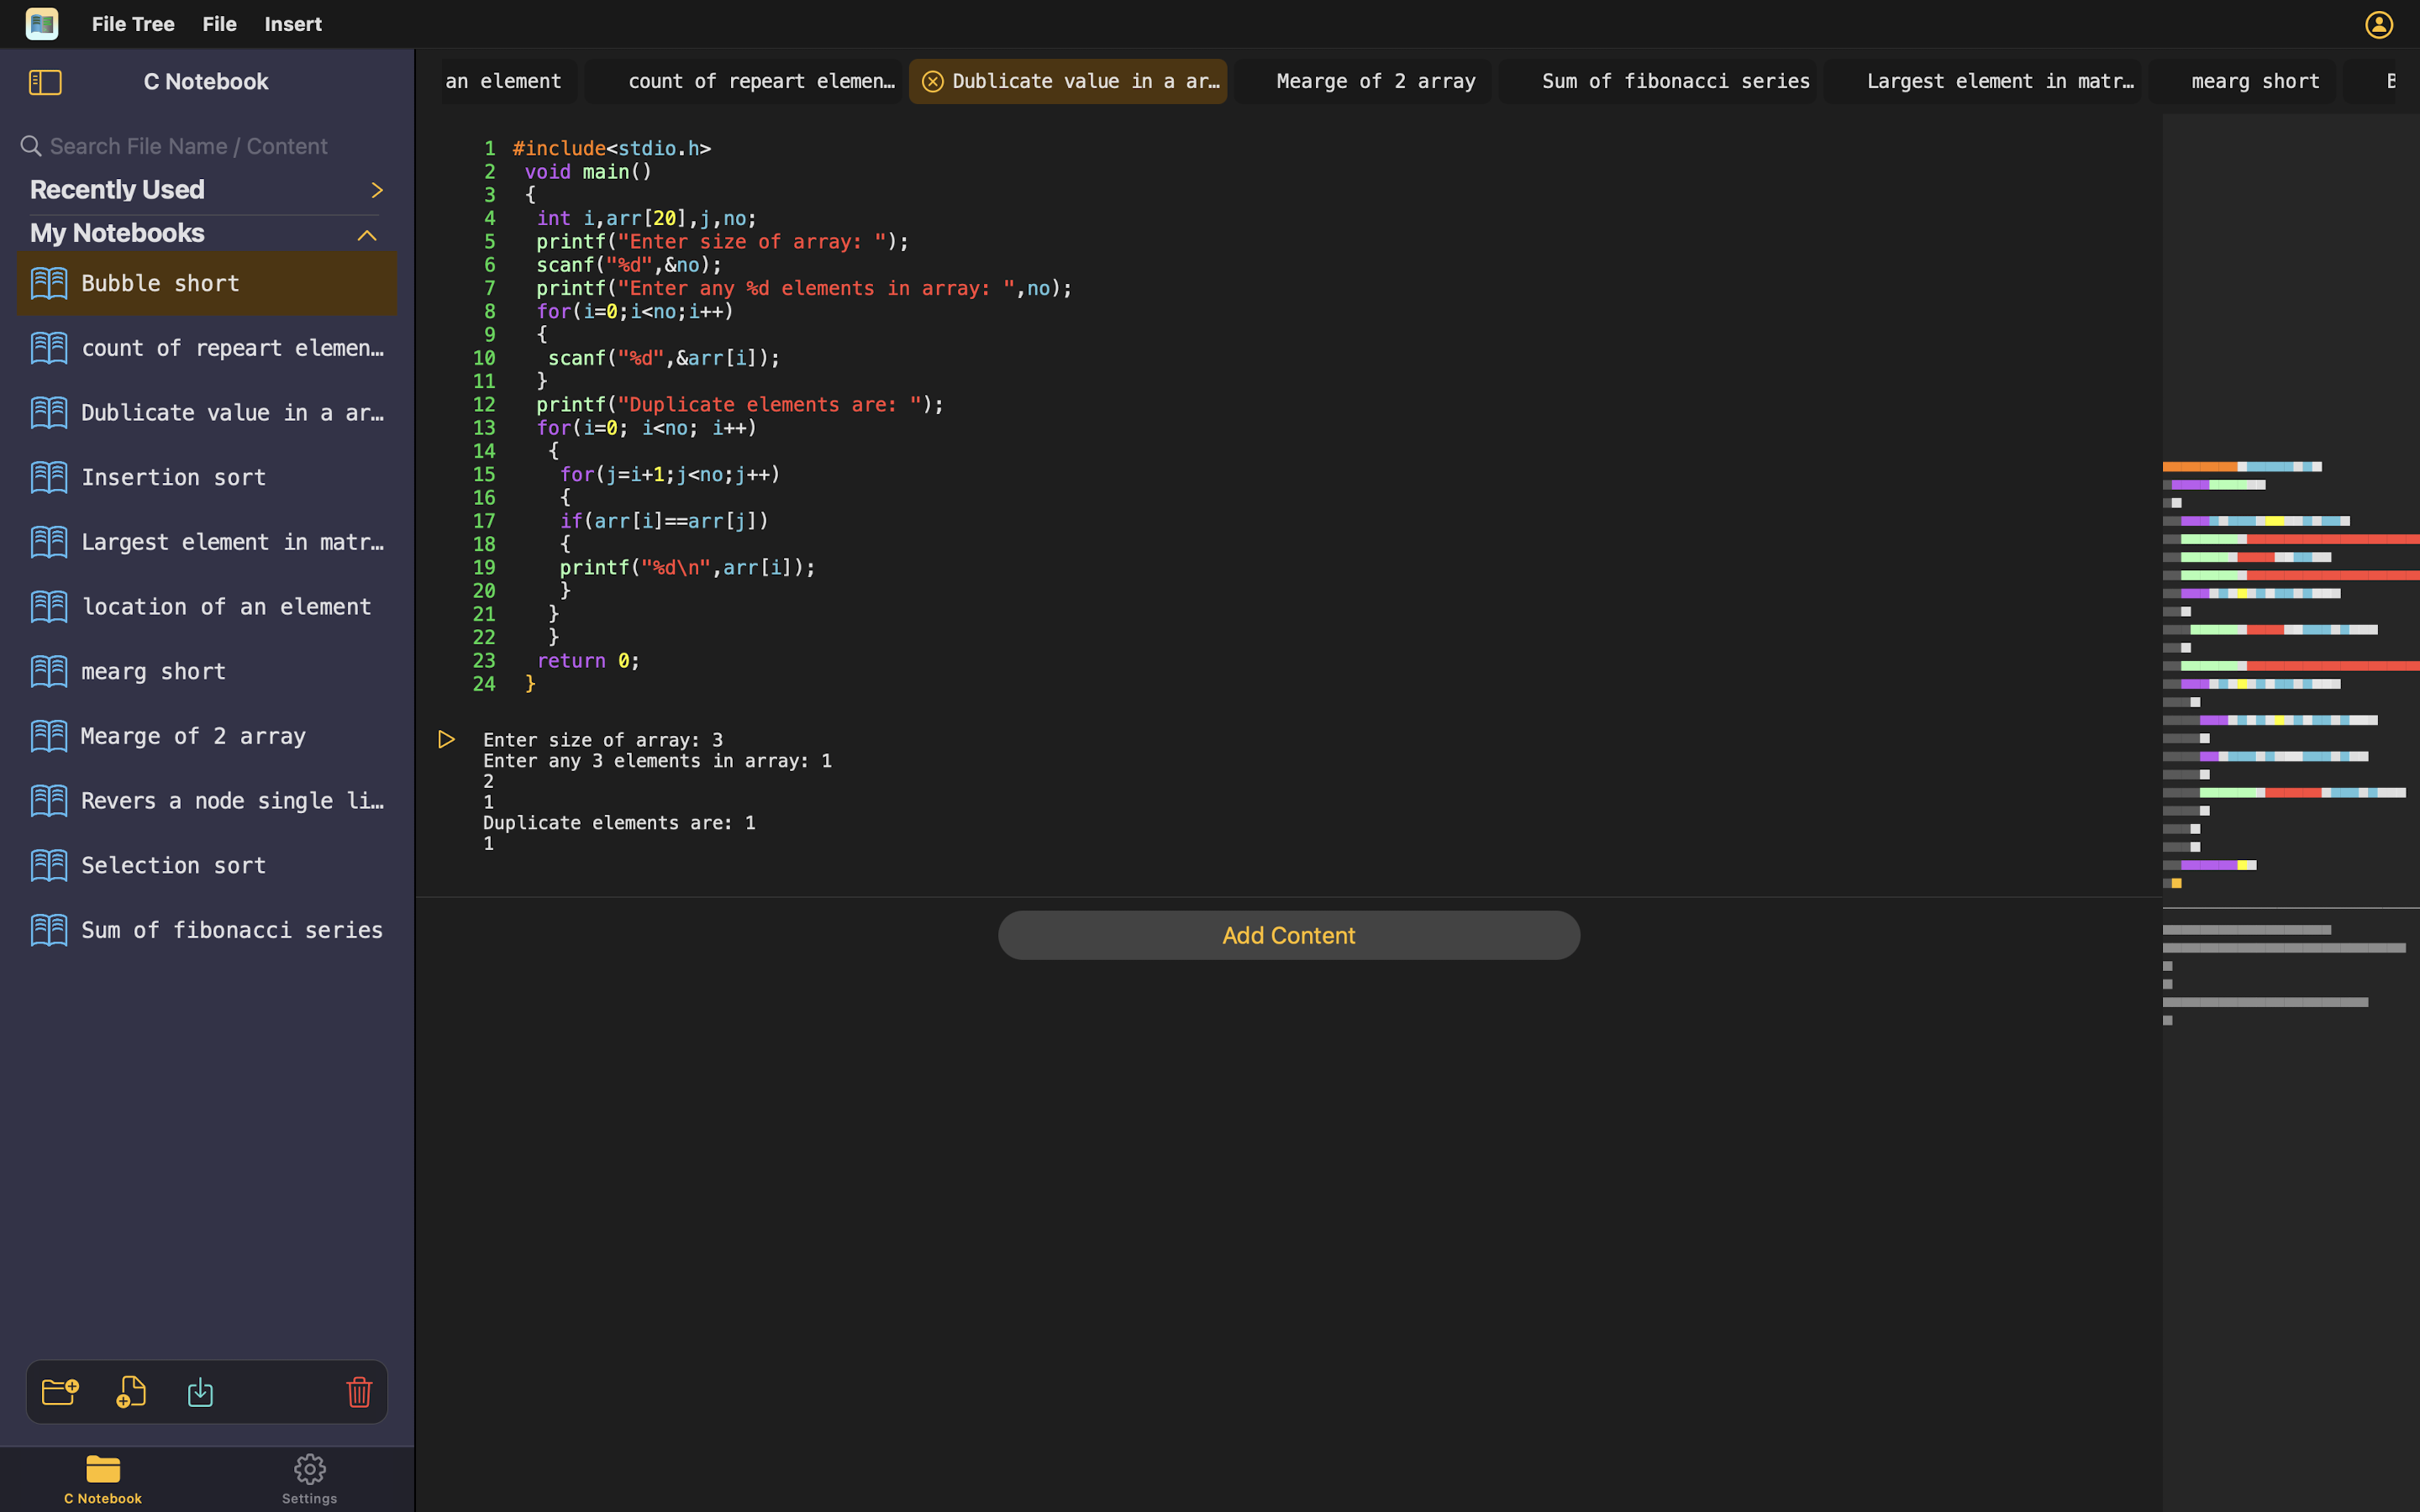 File Tree File Insert
C Notebook
Search File Name / Content
Recently Used
My Notebooks
Bubble short
count of repeart elemen…
Dublicate value in a ar…
Insertion sort
Largest element in matr…
location of an element
mearg short
Mearge of 2 array
Revers a node single li…
Selection sort
Sum of fibonacci series
C Notebook
Settings
an element count of repeart elemen… Dublicate value in a ar… Mearge of 2 array Sum of fibonacci series Largest element in matr… mearg short
1 #include<stdio.h>
2 void main()
3 {
4 int i,arr[20],j,no;
5 printf("Enter size of array: ");
6 scanf("%d",&no);
7 printf("Enter any %d elements in array: ",no);
8 for(i=0;i<no;i++)
9 {
10 scanf("%d",&arr[i]);
11 }
12 printf("Duplicate elements are: ");
13 for(i=0; i<no; i++)
14 {
15 for(j=i+1;j<no;j++)
16 {
17 if(arr[i]==arr[j])
18 {
19 printf("%d\n",arr[i]);
20 }
21 }
22 }
23 return 0;
24 }
Enter size of array: 3
Enter any 3 elements in array: 1
2
1
Duplicate elements are: 1
1
Add Content